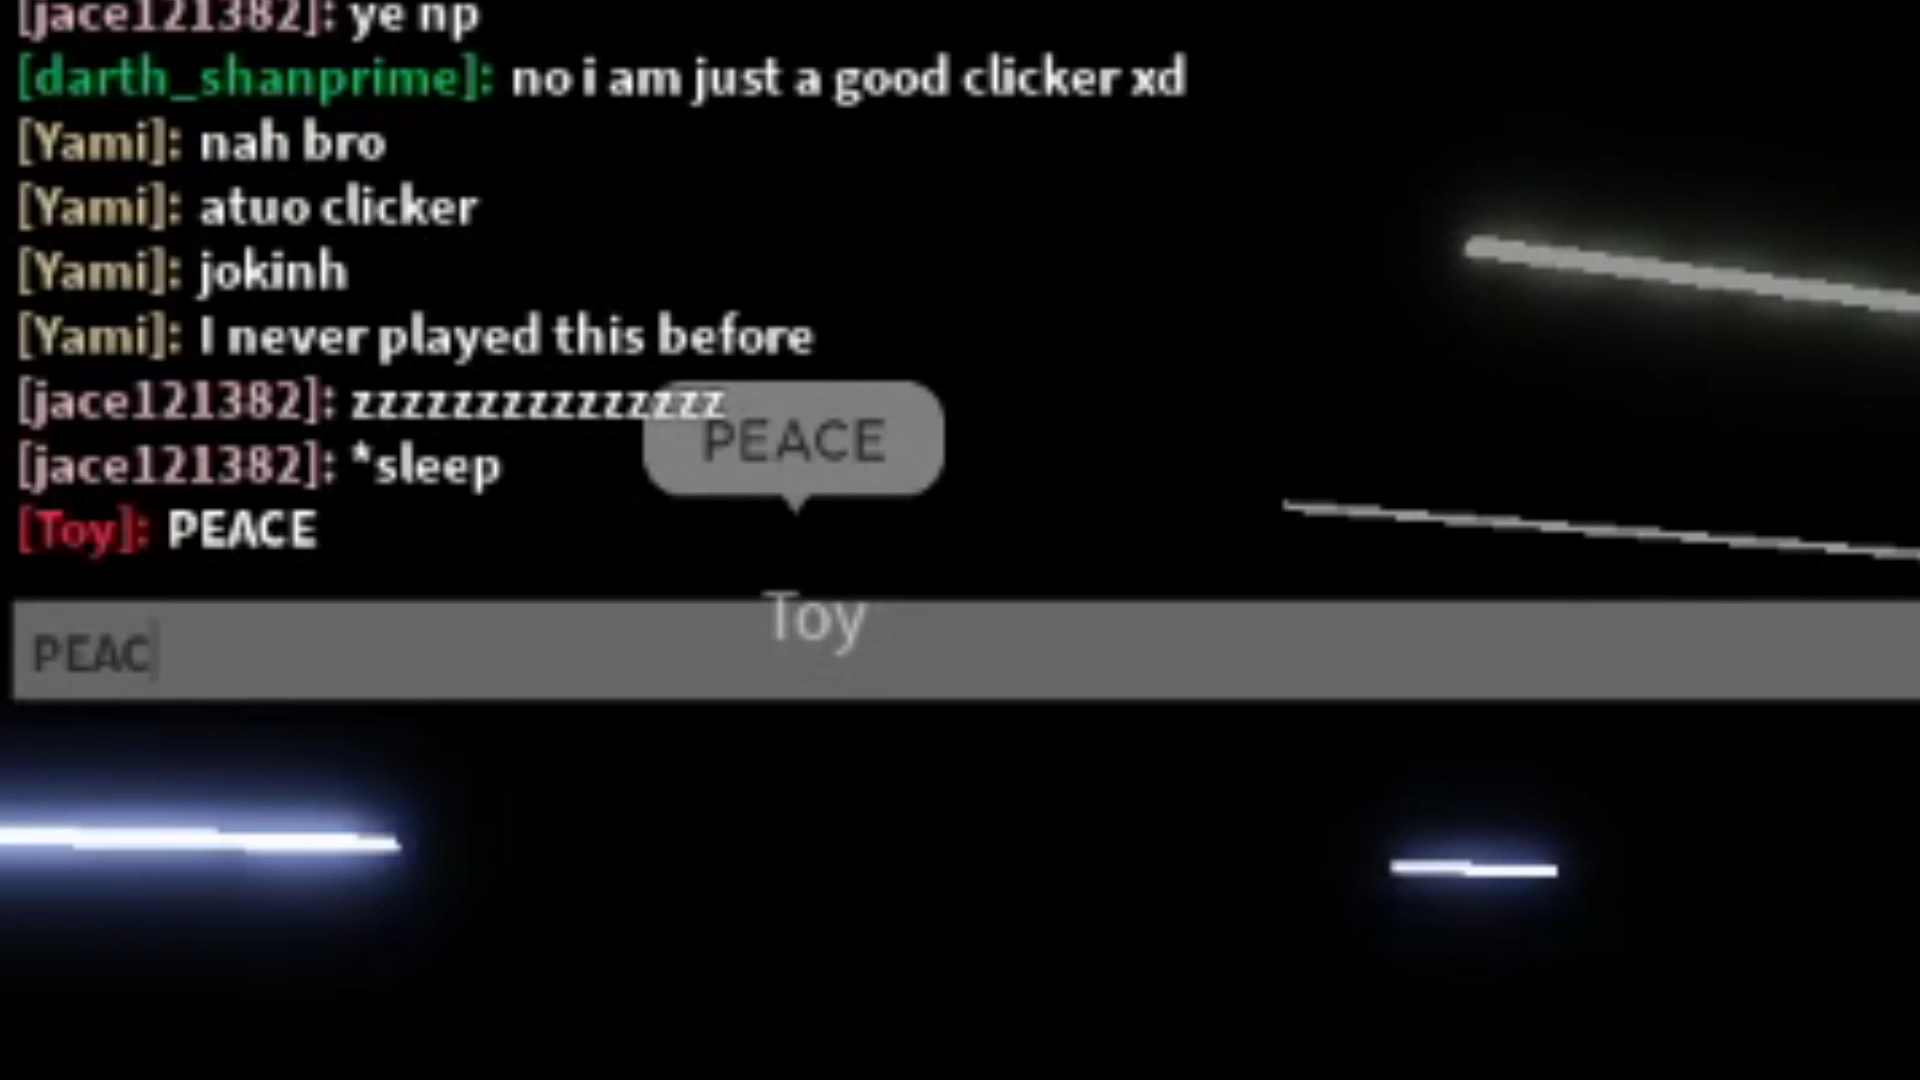 [jace121382]: ye np
[darth_shanprime]: no i am just a good clicker xd
[Yami]: nah bro
[Yami]: atuo clicker
[Yami]: jokinh
[Yami]: I never played this before
[jace121382]: zzzzzzzzzzzzzzz
PEACE
[jace121382]: *sleep
[Toy]: PEACE
Toy
PEAC